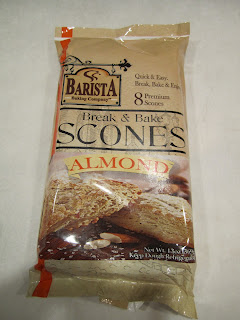 BARISTA
Baking Company
Quick & Easy.
Break, Bake & Enjoy
8 Premium
Scones
Break & Bake
SCONES
ALMOND
Net Wt. 13oz
Keep Dough Refrigerated